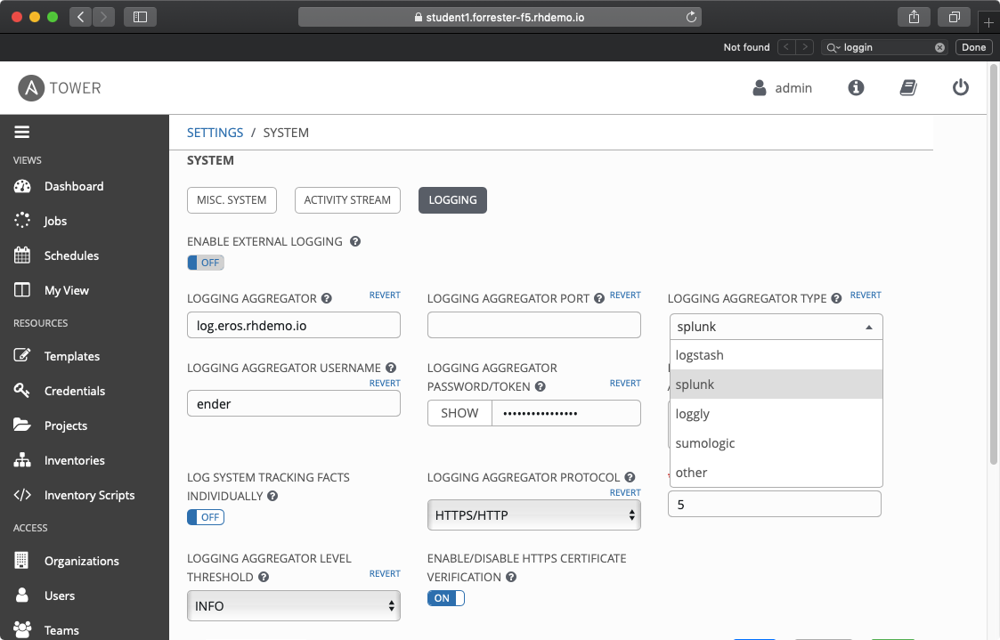 student1.forrester-f5.rhdemo.io
Not found
loggin
Done
TOWER
admin
VIEWS
Dashboard
Jobs
Schedules
My View
RESOURCES
Templates
Credentials
Projects
Inventories
Inventory Scripts
ACCESS
Organizations
Users
Teams
SETTINGS / SYSTEM
SYSTEM
MISC. SYSTEM
ACTIVITY STREAM
LOGGING
ENABLE EXTERNAL LOGGING
OFF
LOGGING AGGREGATOR
REVERT
log.eros.rhdemo.io
LOGGING AGGREGATOR PORT
REVERT
LOGGING AGGREGATOR TYPE
REVERT
splunk
logstash
splunk
loggly
sumologic
other
LOGGING AGGREGATOR USERNAME
REVERT
ender
LOGGING AGGREGATOR
PASSWORD/TOKEN
REVERT
SHOW
••••••••••••••••
LOG SYSTEM TRACKING FACTS
INDIVIDUALLY
OFF
LOGGING AGGREGATOR PROTOCOL
REVERT
HTTPS/HTTP
5
LOGGING AGGREGATOR LEVEL
THRESHOLD
REVERT
INFO
ENABLE/DISABLE HTTPS CERTIFICATE
VERIFICATION
ON